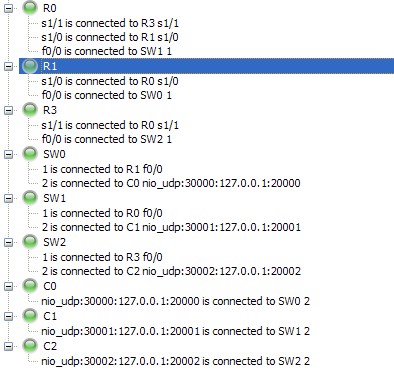 R0
s1/1 is connected to R3 s1/1
s1/0 is connected to R1 s1/0
f0/0 is connected to SW1 1
R1
s1/0 is connected to R0 s1/0
f0/0 is connected to SW0 1
R3
s1/1 is connected to R0 s1/1
f0/0 is connected to SW2 1
SW0
1 is connected to R1 f0/0
2 is connected to C0 nio_udp:30000:127.0.0.1:20000
SW1
1 is connected to R0 f0/0
2 is connected to C1 nio_udp:30001:127.0.0.1:20001
SW2
1 is connected to R3 f0/0
2 is connected to C2 nio_udp:30002:127.0.0.1:20002
C0
nio_udp:30000:127.0.0.1:20000 is connected to SW0 2
C1
nio_udp:30001:127.0.0.1:20001 is connected to SW1 2
C2
nio_udp:30002:127.0.0.1:20002 is connected to SW2 2